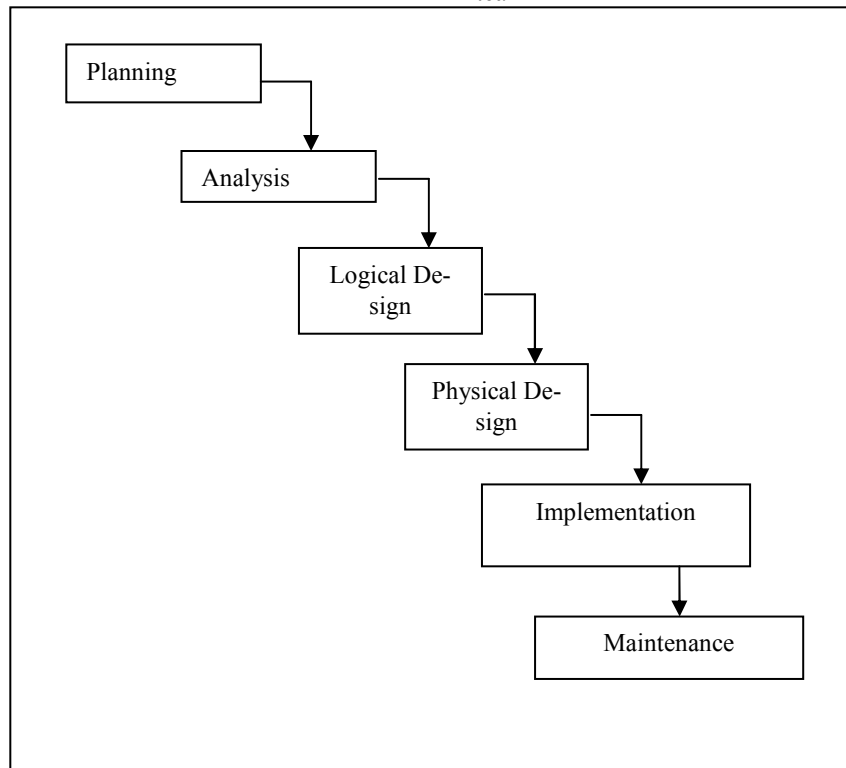 Planning
Analysis
Logical De-
sign
Physical De-
sign
Implementation
Maintenance